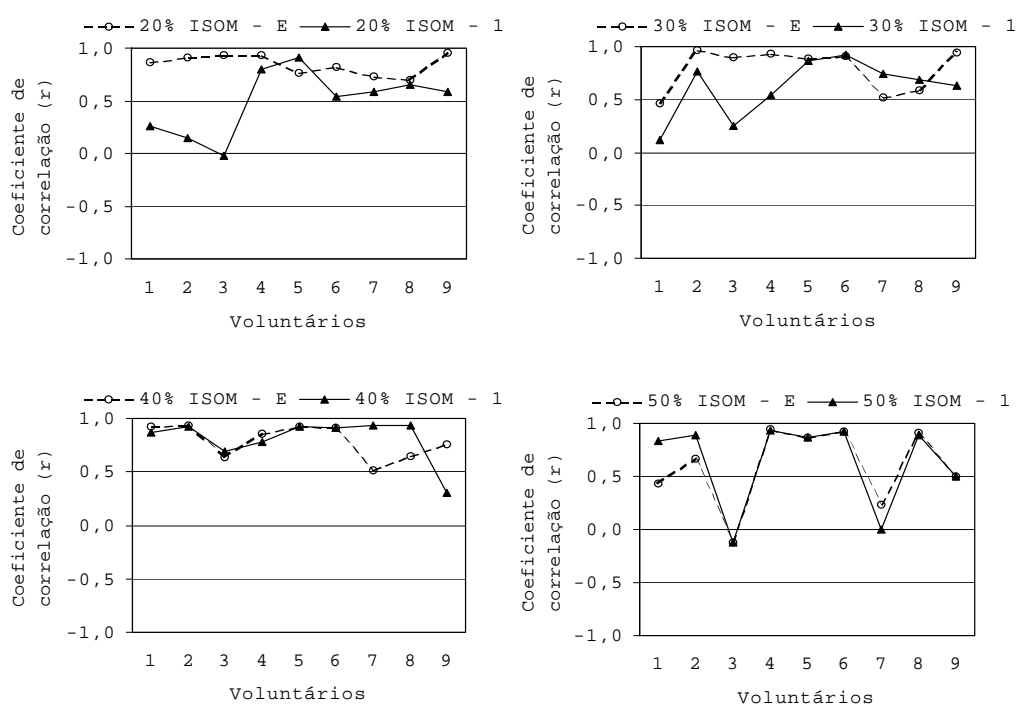 20% ISOM - E 20% ISOM - 1
Coeficiente de
correlação (r)
1,0
0,5
0,0
-0,5
-1,0
1 2 3 4 5 6 7 8 9
Voluntários
30% ISOM - E 30% ISOM - 1
Coeficiente de
correlação (r)
1,0
0,5
0,0
-0,5
-1,0
1 2 3 4 5 6 7 8 9
Voluntários
40% ISOM - E 40% ISOM - 1
Coeficiente de
correlação (r)
1,0
0,5
0,0
-0,5
-1,0
1 2 3 4 5 6 7 8 9
Voluntários
50% ISOM - E 50% ISOM - 1
Coeficiente de
correlação (r)
1,0
0,5
0,0
-0,5
-1,0
1 2 3 4 5 6 7 8 9
Voluntários